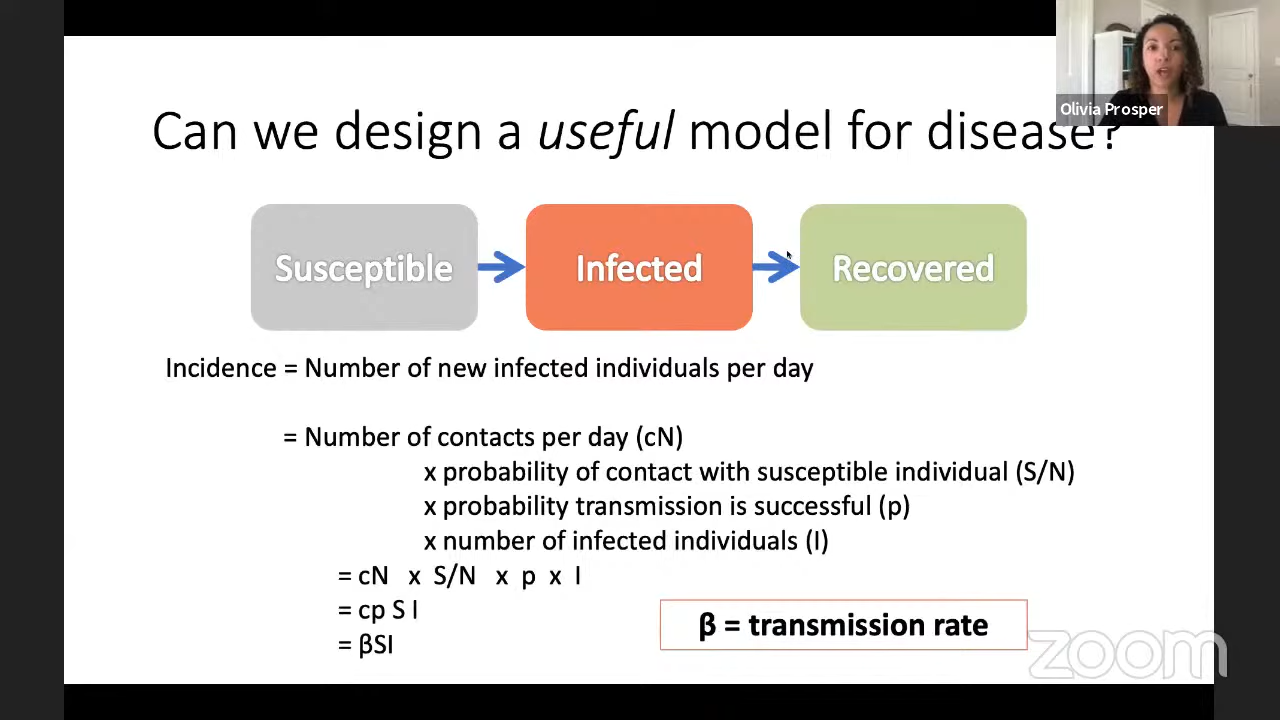 Olivia Prosper
Can we design a useful model for disease?
Susceptible
Infected
Recovered
Incidence = Number of new infected individuals per day
= Number of contacts per day (cN)
x probability of contact with susceptible individual (S/N)
x probability transmission is successful (p)
x number of infected individuals (I)
= cN x S/N x p x I
= cp S I
= βSI
β = transmission rate
zoom